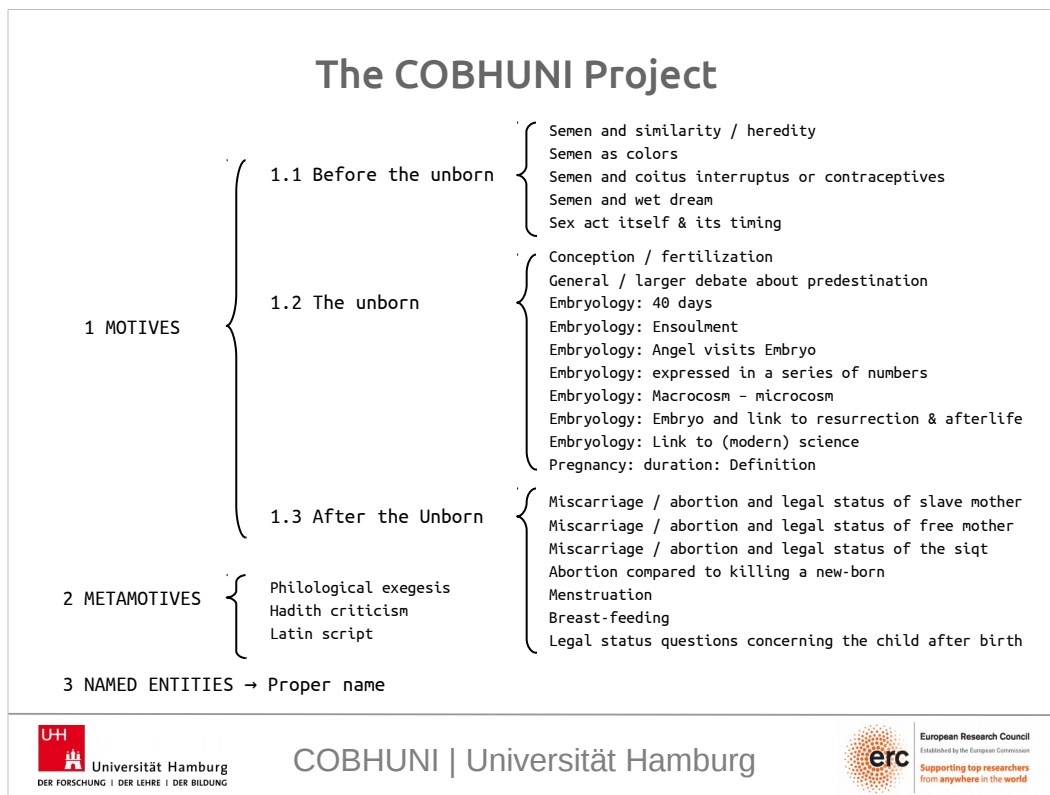 The COBHUNI Project
1 MOTIVES
1.1 Before the unborn
Semen and similarity / heredity
Semen as colors
Semen and coitus interruptus or contraceptives
Semen and wet dream
Sex act itself & its timing
1.2 The unborn
Conception / fertilization
General / larger debate about predestination
Embryology: 40 days
Embryology: Ensoulment
Embryology: Angel visits Embryo
Embryology: expressed in a series of numbers
Embryology: Macrocosm – microcosm
Embryology: Embryo and link to resurrection & afterlife
Embryology: Link to (modern) science
Pregnancy: duration: Definition
1.3 After the Unborn
Miscarriage / abortion and legal status of slave mother
Miscarriage / abortion and legal status of free mother
Miscarriage / abortion and legal status of the siqt
Abortion compared to killing a new-born
Menstruation
Breast-feeding
Legal status questions concerning the child after birth
2 METAMOTIVES
Philological exegesis
Hadith criticism
Latin script
3 NAMED ENTITIES → Proper name
UHH
Universität Hamburg
DER FORSCHUNG | DER LEHRE | DER BILDUNG
COBHUNI | Universität Hamburg
erc
European Research Council
Established by the European Commission
Supporting top researchers
from anywhere in the world